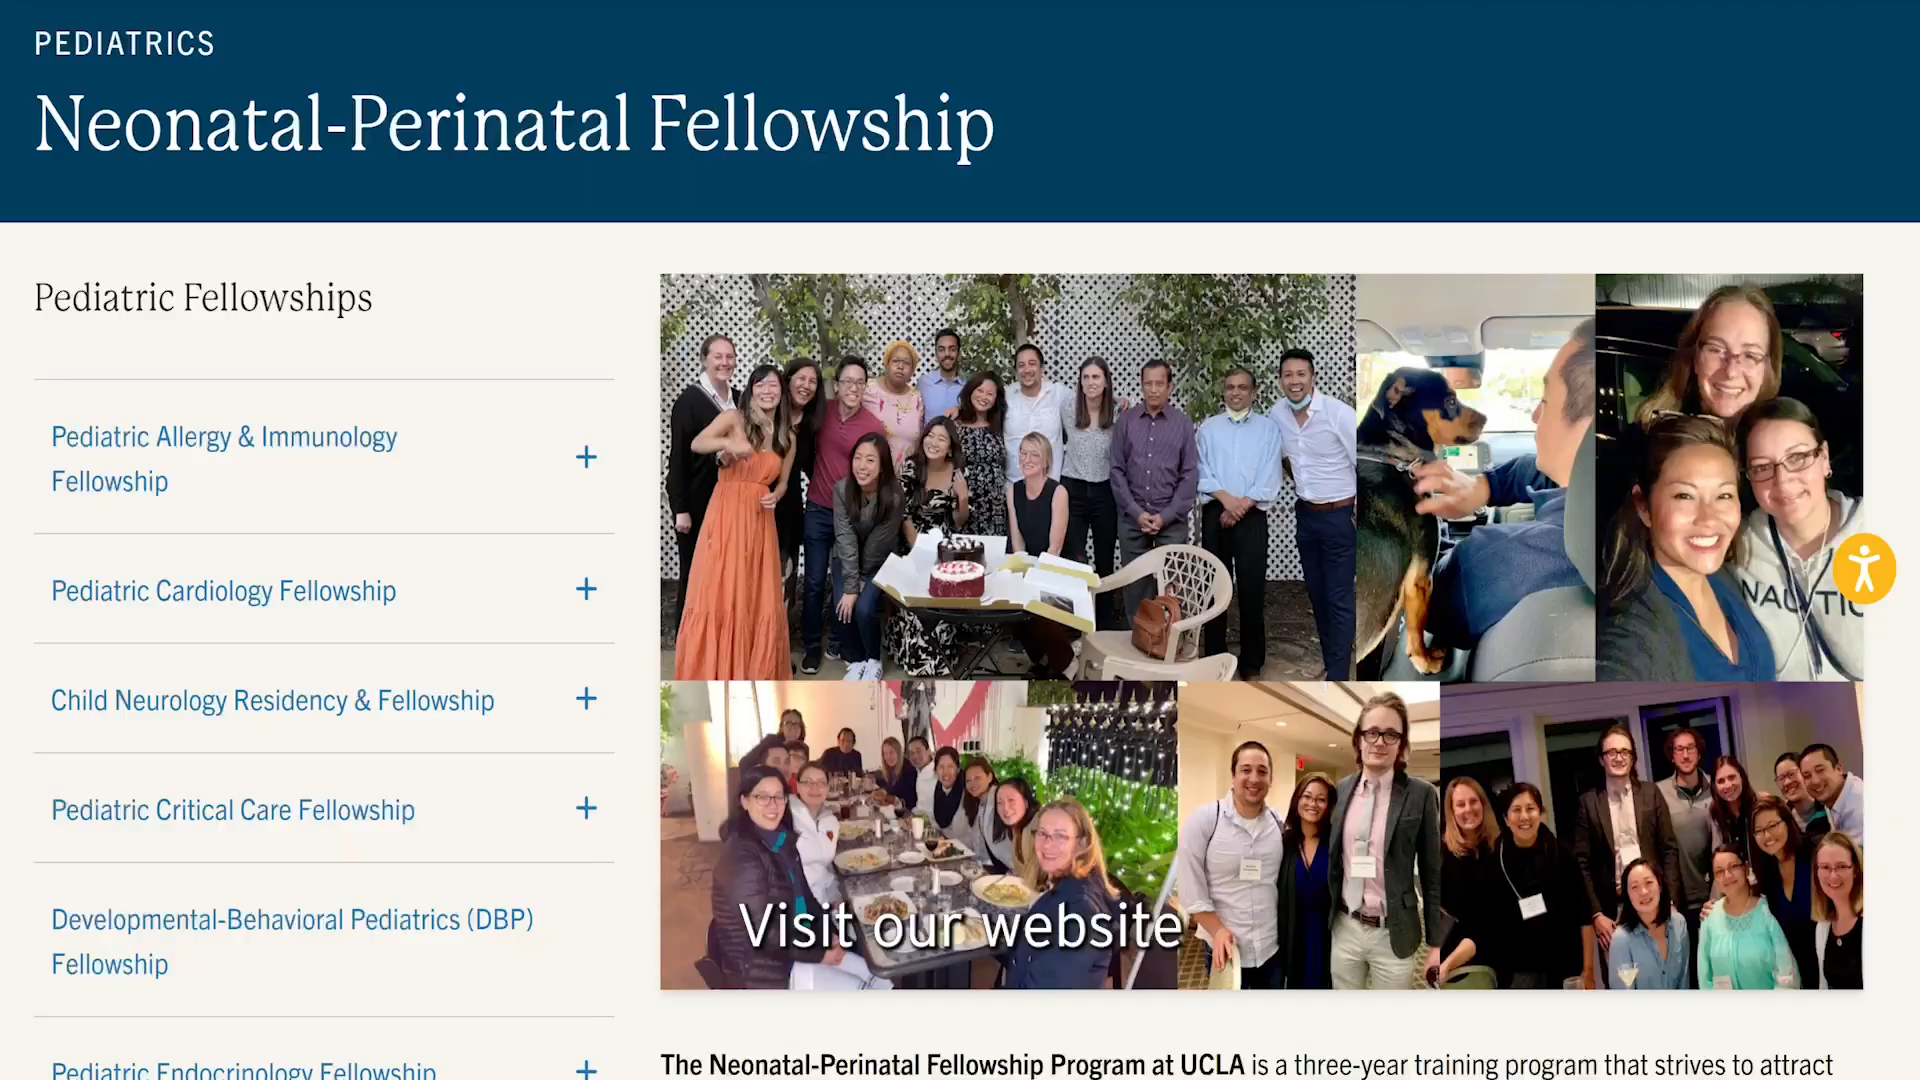 PEDIATRICS
Neonatal-Perinatal Fellowship
Pediatric Fellowships
Pediatric Allergy & Immunology
Fellowship
Pediatric Cardiology Fellowship
Child Neurology Residency & Fellowship
Pediatric Critical Care Fellowship
Developmental-Behavioral Pediatrics (DBP)
Fellowship
Pediatric Endocrinology Fellowship
Visit our website
The Neonatal-Perinatal Fellowship Program at UCLA is a three-year training program that strives to attract